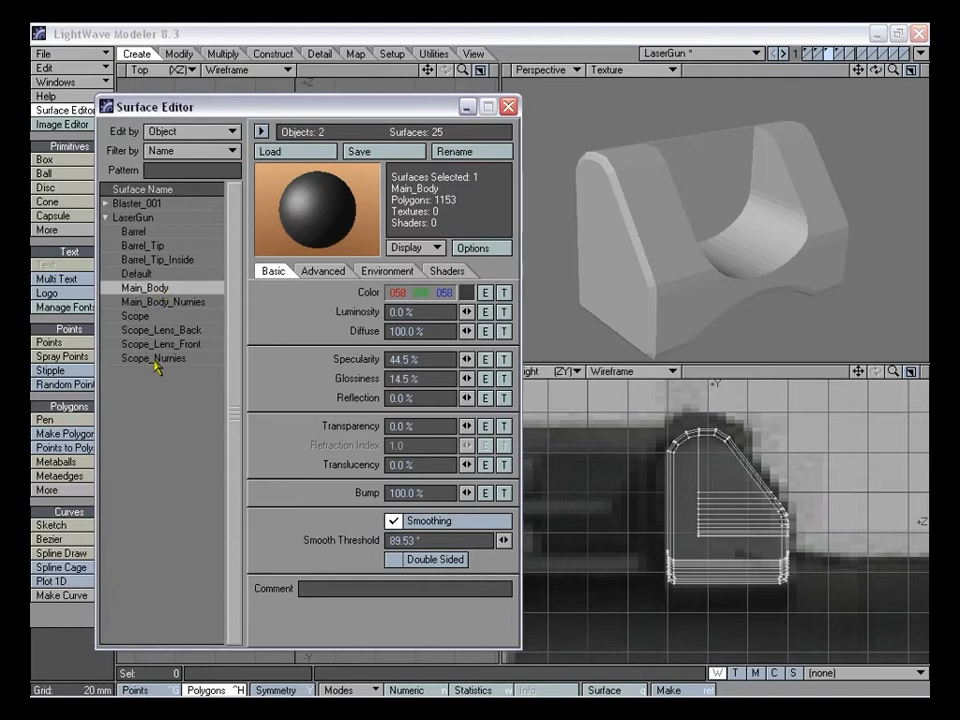 LightWave Modeler 8.3
File
Create Modify Multiply Construct Detail Map Setup Utilities View
LaserGun *
1
Edit
Top (XZ) Wireframe
Perspective Texture
Windows
Help
Surface Editor
Image Editor
Primitives
Box
Ball
Disc
Cone
Capsule
More
Text
Text
Multi Text
Logo
Manage Fonts
Points
Points
Spray Points
Stipple
Random Point
Polygons
Pen
Make Polygon
Points to Poly
Metaballs
Metaedges
More
Curves
Sketch
Bezier
Spline Draw
Spline Cage
Plot 1D
Make Curve
Surface Editor
Edit by Object
Filter by Name
Pattern
Surface Name
Blaster_001
LaserGun
Barrel
Barrel_Tip
Barrel_Tip_Inside
Default
Main_Body
Main_Body_Nurnies
Scope
Scope_Lens_Back
Scope_Lens_Front
Scope_Nurnies
Objects: 2 Surfaces: 25
Load Save Rename
Surfaces Selected: 1
Main_Body
Polygons: 1153
Textures: 0
Shaders: 0
Display Options
Basic Advanced Environment Shaders
Color 058 058 E T
Luminosity 0.0 % E T
Diffuse 100.0 % E T
Specularity 44.5 % E T
Glossiness 14.5 % E T
Reflection 0.0 % E T
Transparency 0.0 % E T
Refraction Index 1.0 E T
Translucency 0.0 % E T
Bump 100.0 % E T
Smoothing
Smooth Threshold 89.53 °
Double Sided
Comment
+Z
ight (ZY) Wireframe
+Y
+Z
-Y
Sel: 0
W T M C S (none)
Grid: 20 mm Points ^G Polygons ^H Symmetry Y Modes Numeric n Statistics w Info i Surface q Make ret